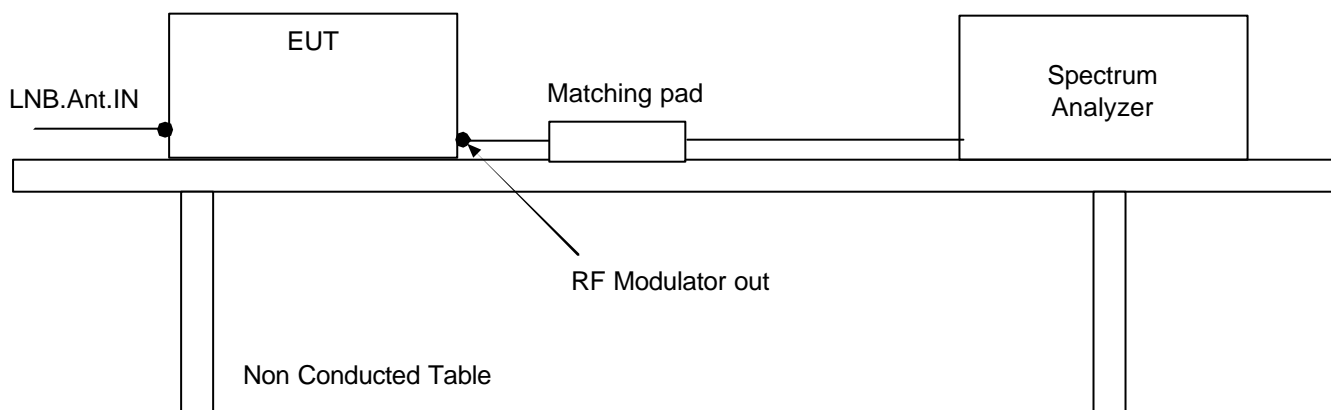 EUT
LNB.Ant.IN
Matching pad
Spectrum
Analyzer
RF Modulator out
Non Conducted Table